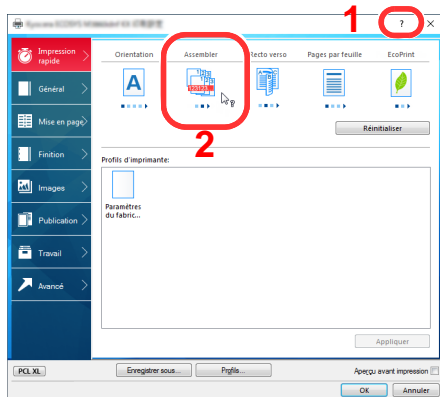 1
?
Impression
rapide
Orientation
Assembler
Recto verso
Pages par feuille
EcoPrint
Général
A
123123...
?
Mise en page
2
Réinitialiser
Finition
Profils d'imprimante:
Images
Paramètres
du fabric...
Publication
Travail
Avancé
Appliquer
PCL XL
Enregistrer sous...
Profils...
Aperçu avant impression
OK
Annuler